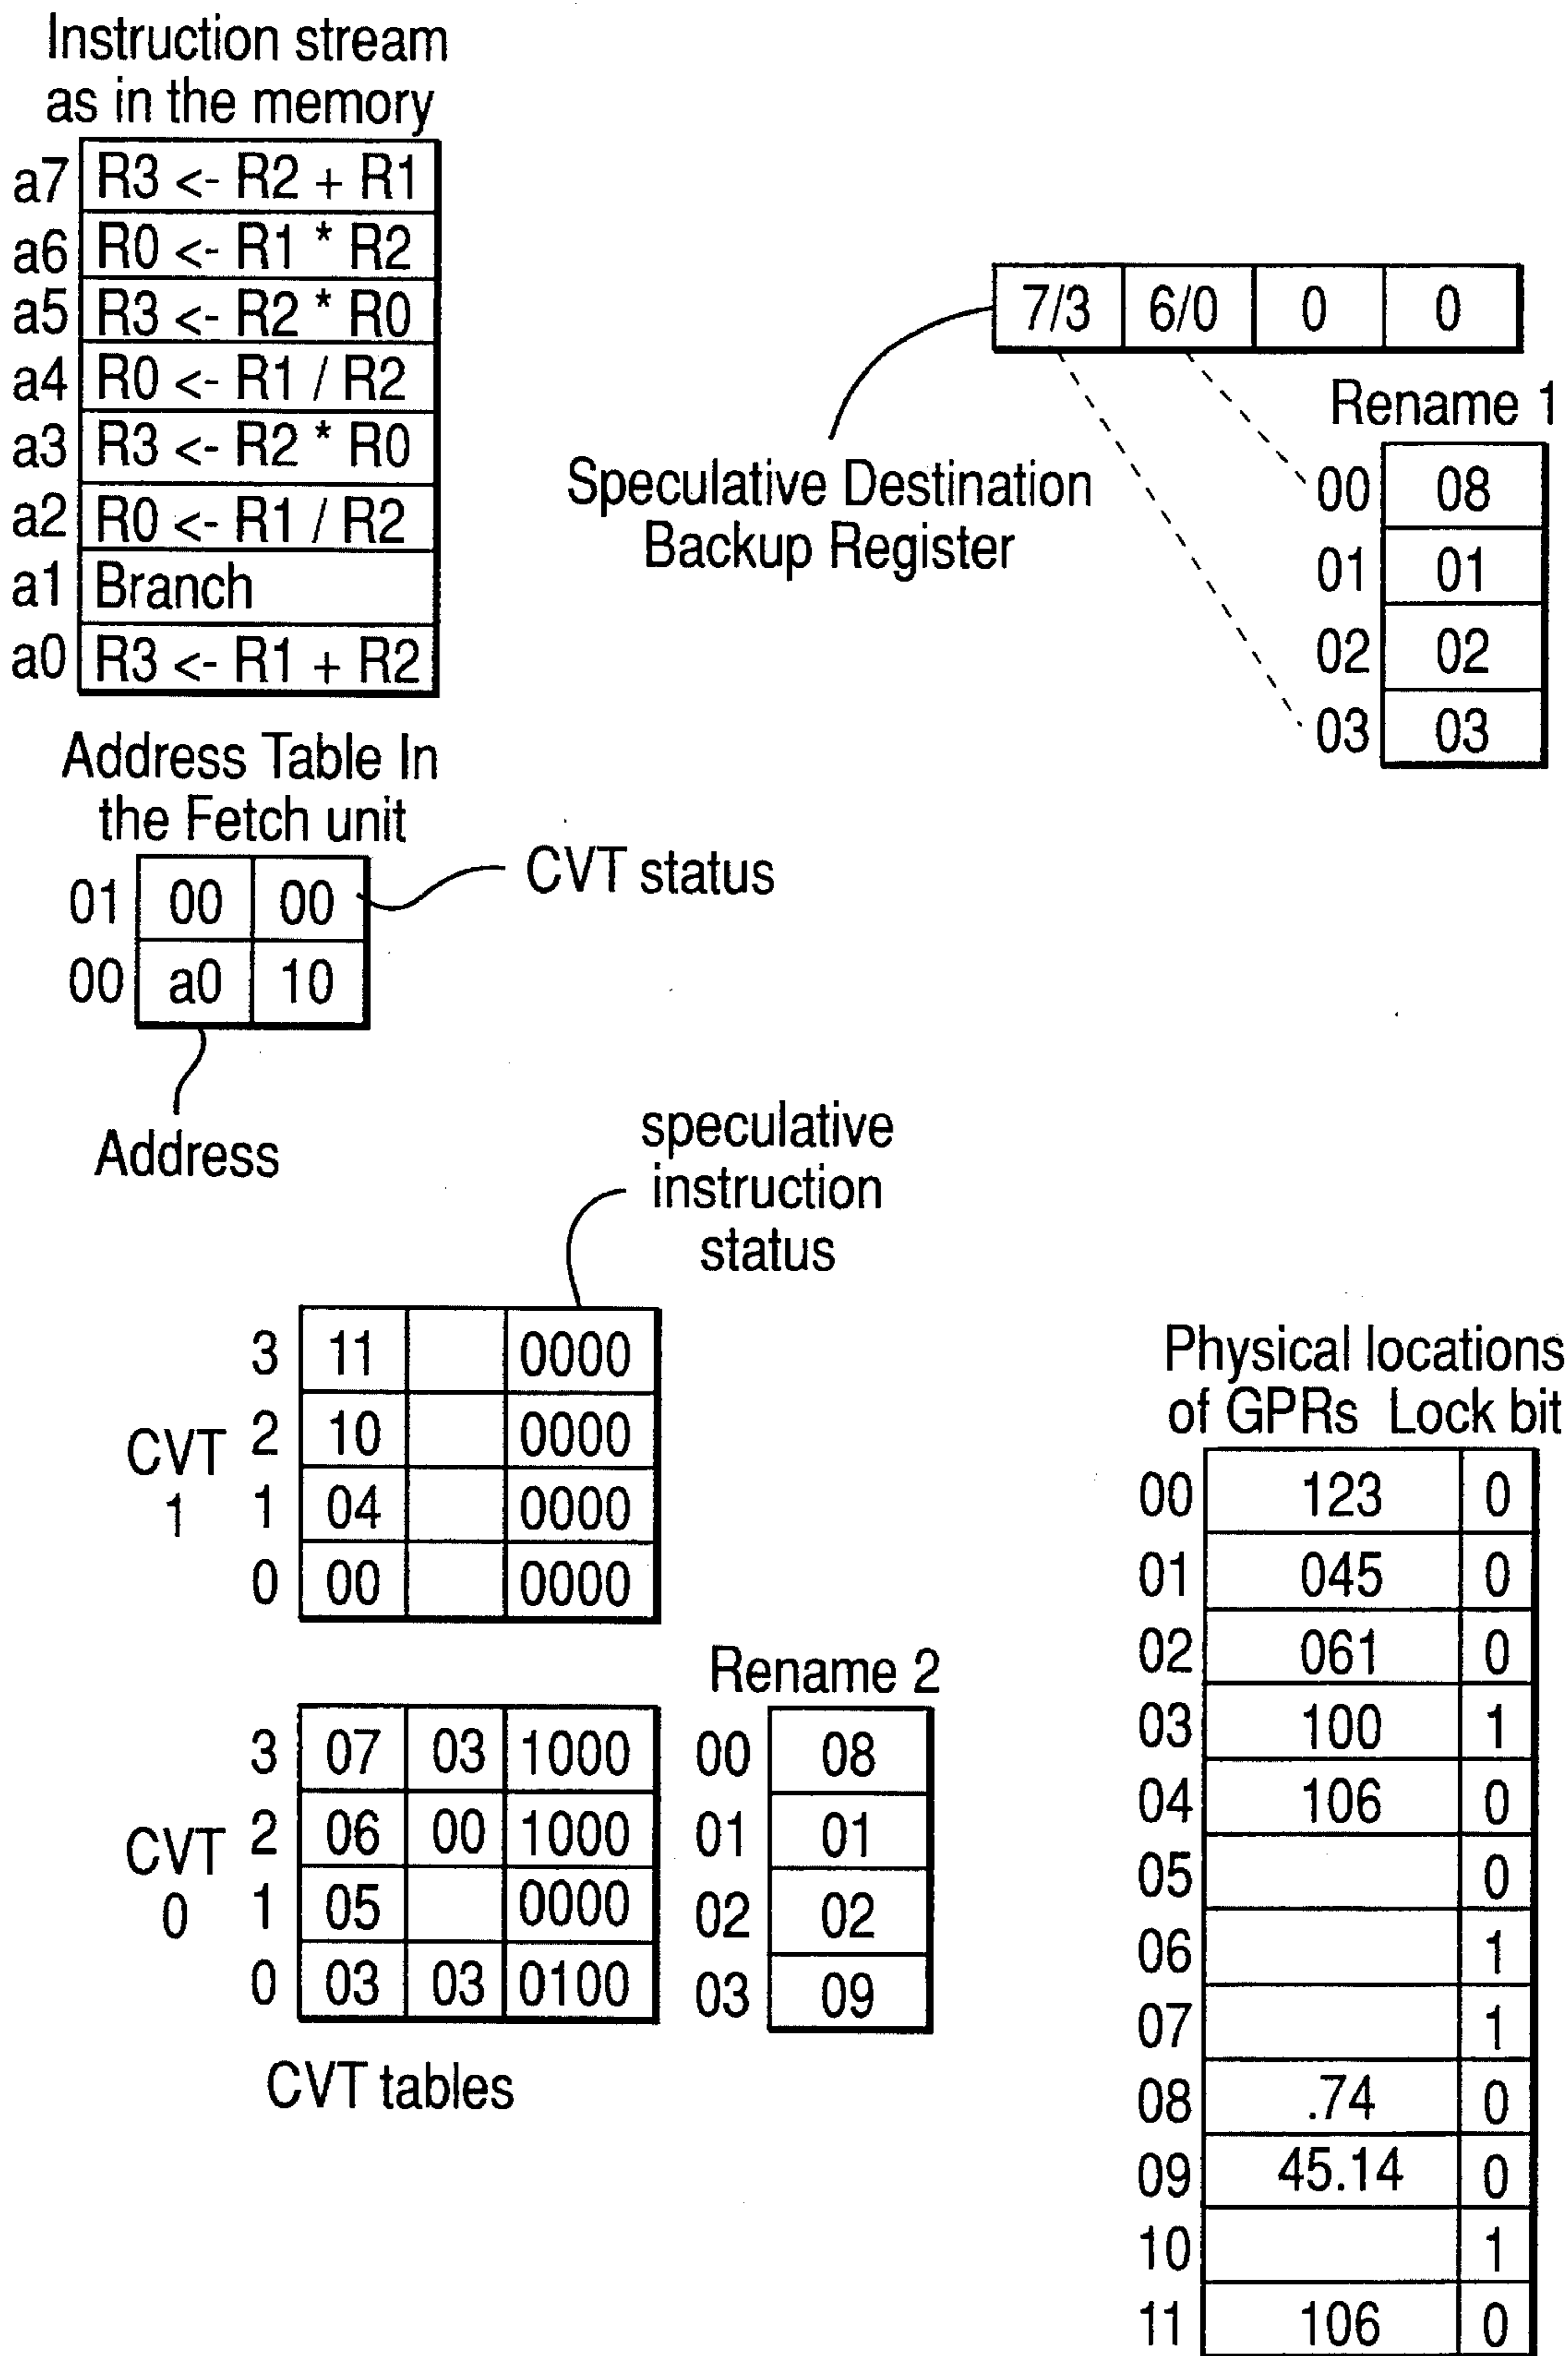 Instruction stream
as in the memory
a7 R3 <- R2 + R1
a6 R0 <- R1 * R2
a5 R3 <- R2 * R0
a4 R0 <- R1 / R2
a3 R3 <- R2 * R0
a2 R0 <- R1 / R2
a1 Branch
a0 R3 <- R1 + R2
7/3 6/0 0 0
Speculative Destination
Backup Register
Rename 1
00 08
01 01
02 02
03 03
Address Table In
the Fetch unit
01 00 00
00 a0 10
CVT status
Address
speculative
instruction
status
CVT
1
3 11 0000
2 10 0000
1 04 0000
0 00 0000
CVT
0
3 07 03 1000
2 06 00 1000
1 05 0000
0 03 03 0100
CVT tables
Rename 2
00 08
01 01
02 02
03 09
Physical locations
of GPRs Lock bit
00 123 0
01 045 0
02 061 0
03 100 1
04 106 0
05 0
06 1
07 1
08 .74 0
09 45.14 0
10 1
11 106 0